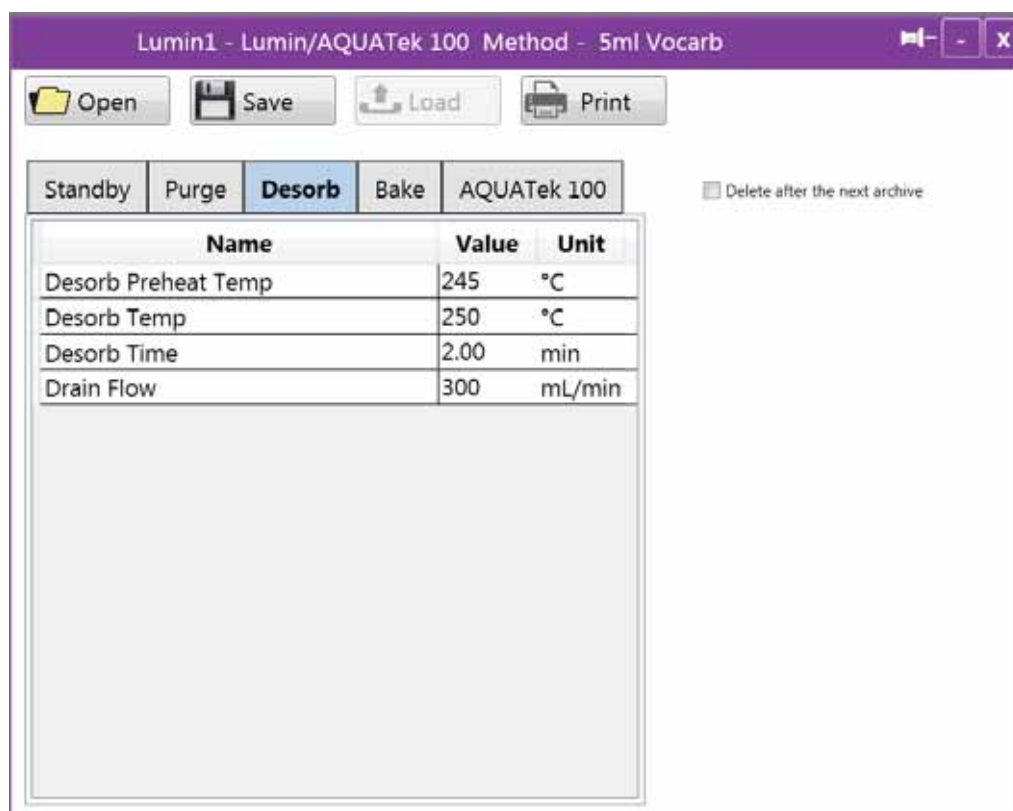 Lumin1 - Lumin/AQUATek 100 Method - 5ml Vocarb - X
Open Save Load Print
Standby Purge Desorb Bake AQUATek 100 Delete after the next archive
Name Value Unit
Desorb Preheat Temp 245 °C
Desorb Temp 250 °C
Desorb Time 2.00 min
Drain Flow 300 mL/min